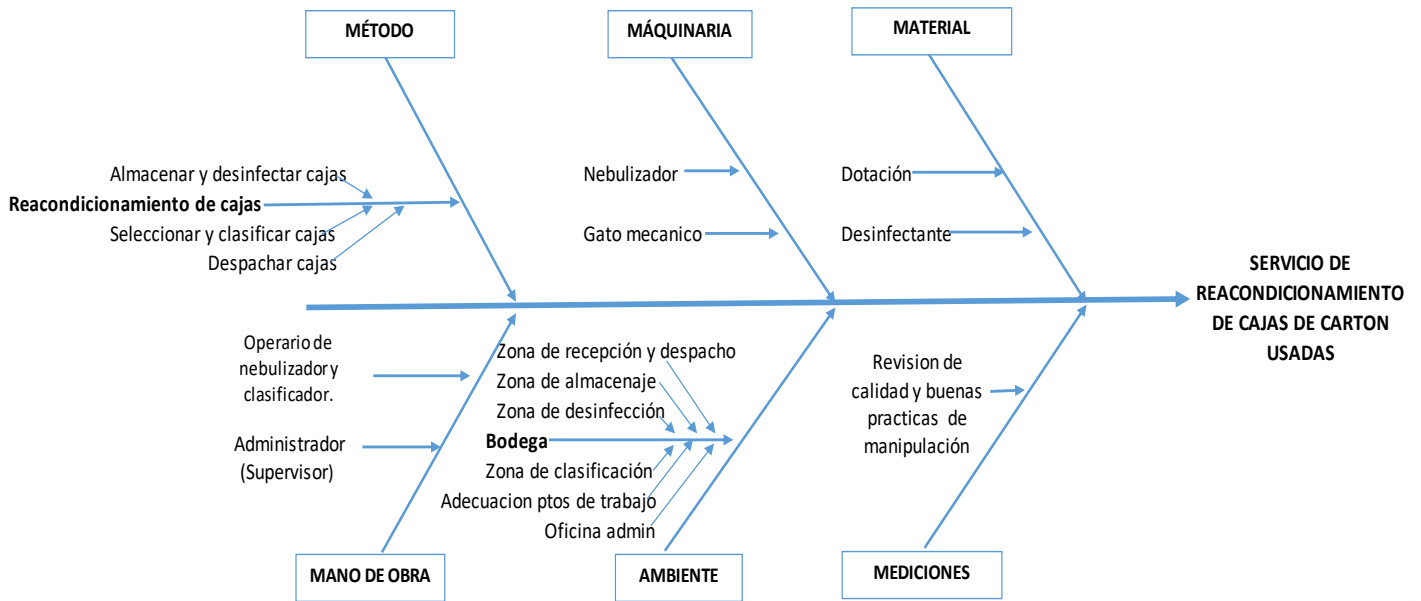 MÉTODO
MÁQUINARIA
MATERIAL
Almacenar y desinfectar cajas
Reacondicionamiento de cajas
Seleccionar y clasificar cajas
Despachar cajas
Nebulizador
Gato mecanico
Dotación
Desinfectante
SERVICIO DE
REACONDICIONAMIENTO
DE CAJAS DE CARTON
USADAS
Operario de
nebulizador y
clasificador.
Administrador
(Supervisor)
Zona de recepción y despacho
Zona de almacenaje
Zona de desinfección
Bodega
Zona de clasificación
Adecuacion ptos de trabajo
Oficina admin
Revision de
calidad y buenas
practicas de
manipulación
MANO DE OBRA
AMBIENTE
MEDICIONES